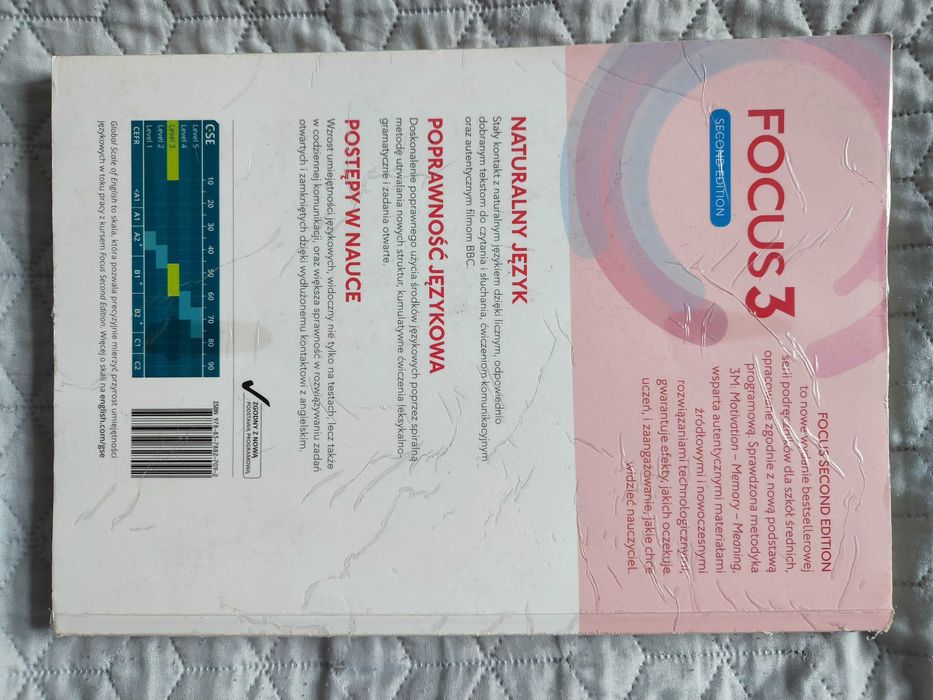 FOCUS 3
SECOND EDITION
FOCUS SECOND EDITION
to nowe wydanie bestsellerowej
serii podręczników dla szkół średnich,
opracowane zgodnie z nową podstawą
programową. Sprawdzona metodyka
3M: Motivation – Memory – Meaning,
wsparta autentycznymi materiałami
źródłowymi i nowoczesnymi
rozwiązaniami technologicznymi,
gwarantuje efekty, jakich oczekuje
uczeń, i zaangażowanie, jakie chce
widzieć nauczyciel.
NATURALNY JĘZYK
Stały kontakt z naturalnym językiem dzięki licznym, odpowiednio
dobranym tekstom do czytania i słuchania, ćwiczeniom komunikacyjnym
oraz autentycznym filmom BBC.
POPRAWNOŚĆ JĘZYKOWA
Doskonalenie poprawnego użycia środków językowych poprzez spiralną
metodę utrwalania nowych struktur, kumulatywne ćwiczenia leksykalno-
gramatyczne i zadania otwarte.
POSTĘPY W NAUCE
Wzrost umiejętności językowych, widoczny nie tylko na testach, lecz także
w codziennej komunikacji, oraz większa sprawność w rozwiązywaniu zadań
otwartych i zamkniętych dzięki wydłużonemu kontaktowi z angielskim.
ZGODNY Z NOWĄ
PODSTAWĄ PROGRAMOWĄ
GSE 10 20 30 40 50 60 70 80 90
Level 5
Level 4
Level 3
Level 2
Level 1
CEFR <A1 A1 A2 + B1 + B2 + C1 C2
ISBN 978-83-7882-709-2
Global Scale of English to skala, która pozwala precyzyjnie mierzyć przyrost umiejętności
językowych w toku pracy z kursem Focus Second Edition. Więcej o skali na english.com/gse